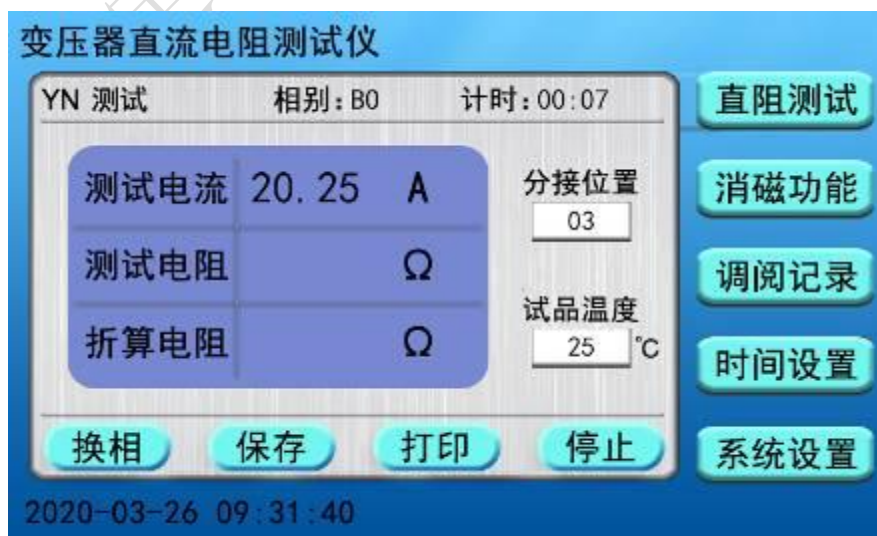 变压器直流电阻测试仪
YN 测试 相别:B0 计时:00:07
直阻测试
测试电流 20.25 A
分接位置
03
消磁功能
测试电阻 Ω
调阅记录
试品温度
折算电阻 Ω
25 ℃
时间设置
换相 保存 打印 停止
系统设置
2020-03-26 09:31:40